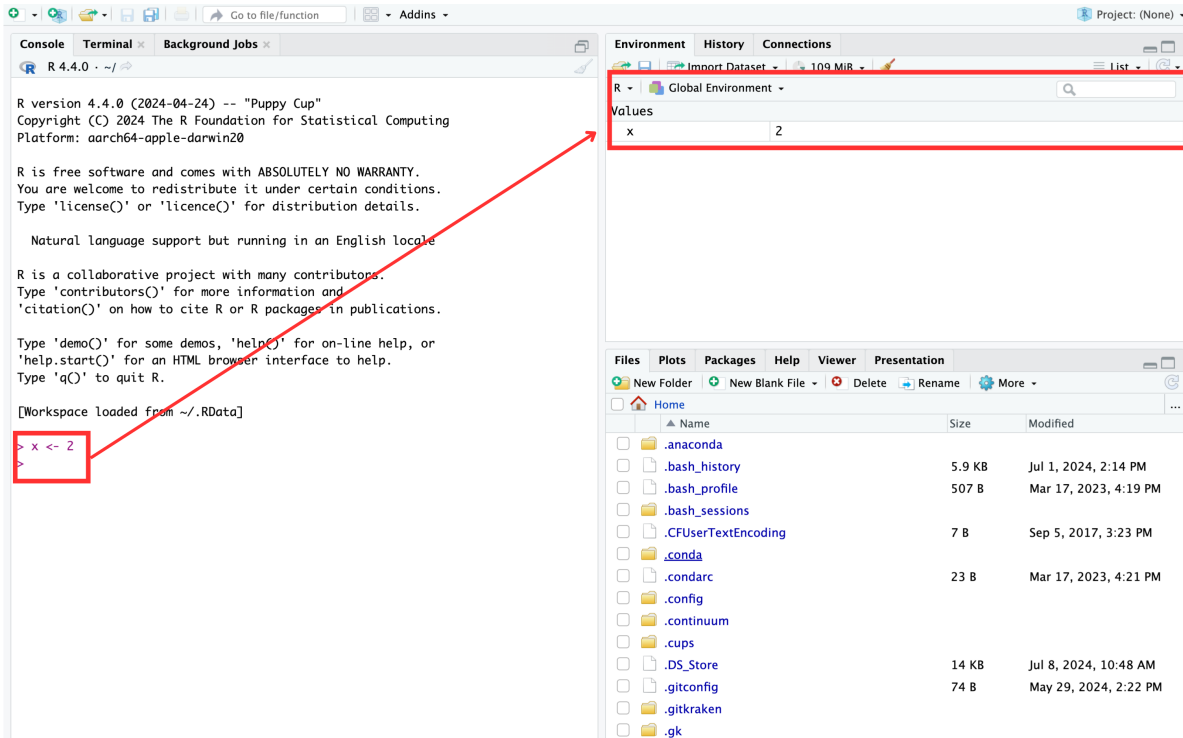 Go to file/function
Addins
Project: (None)
Console Terminal Background Jobs
R 4.4.0 · ~/
R version 4.4.0 (2024-04-24) -- "Puppy Cup"
Copyright (C) 2024 The R Foundation for Statistical Computing
Platform: aarch64-apple-darwin20
R is free software and comes with ABSOLUTELY NO WARRANTY.
You are welcome to redistribute it under certain conditions.
Type 'license()' or 'licence()' for distribution details.
Natural language support but running in an English locale
R is a collaborative project with many contributors.
Type 'contributors()' for more information and
'citation()' on how to cite R or R packages in publications.
Type 'demo()' for some demos, 'help()' for on-line help, or
'help.start()' for an HTML browser interface to help.
Type 'q()' to quit R.
[Workspace loaded from ~/.RData]
> x <- 2
>
Environment History Connections
Import Dataset 109 MiB List
R Global Environment
Values
x 2
Files Plots Packages Help Viewer Presentation
New Folder New Blank File Delete Rename More
Home ...
Name Size Modified
.anaconda
.bash_history 5.9 KB Jul 1, 2024, 2:14 PM
.bash_profile 507 B Mar 17, 2023, 4:19 PM
.bash_sessions
.CFUserTextEncoding 7 B Sep 5, 2017, 3:23 PM
.conda
.condarc 23 B Mar 17, 2023, 4:21 PM
.config
.continuum
.cups
.DS_Store 14 KB Jul 8, 2024, 10:48 AM
.gitconfig 74 B May 29, 2024, 2:22 PM
.gitkraken
.gk